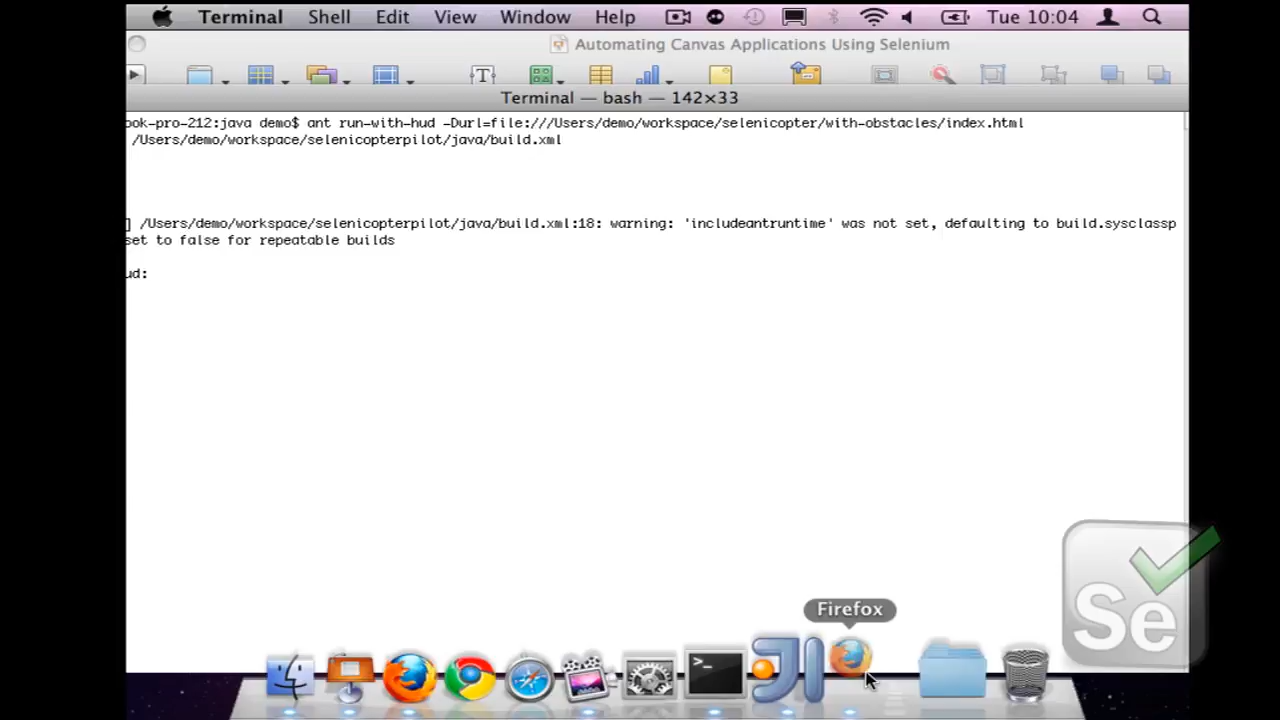 Terminal Shell Edit View Window Help Tue 10:04
Automating Canvas Applications Using Selenium
T
Terminal — bash — 142×33
ook-pro-212:java demo$ ant run-with-hud -Durl=file:///Users/demo/workspace/selenicopter/with-obstacles/index.html
/Users/demo/workspace/selenicopterpilot/java/build.xml
] /Users/demo/workspace/selenicopterpilot/java/build.xml:18: warning: 'includeantruntime' was not set, defaulting to build.sysclassp
set to false for repeatable builds
ud:
Se
Firefox
>_
JI